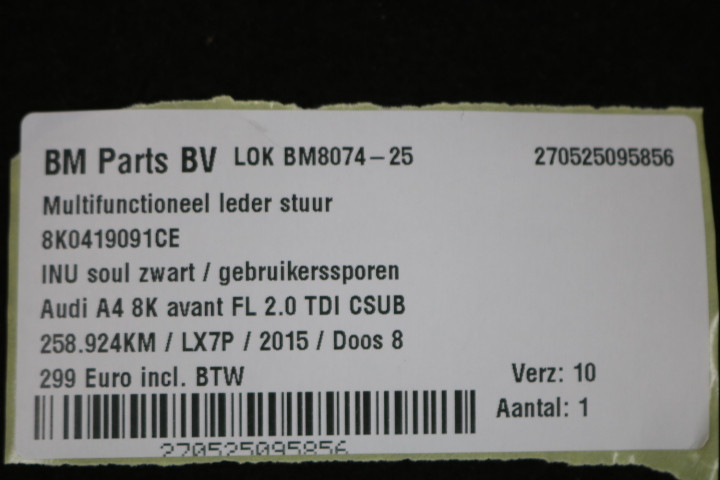 BM Parts BV LOK BM8074-25 270525095856
Multifunctioneel leder stuur
8K0419091CE
INU soul zwart / gebruikerssporen
Audi A4 8K avant FL 2.0 TDI CSUB
258.924KM / LX7P / 2015 / Doos 8
299 Euro incl. BTW Verz: 10
Aantal: 1
270525095856